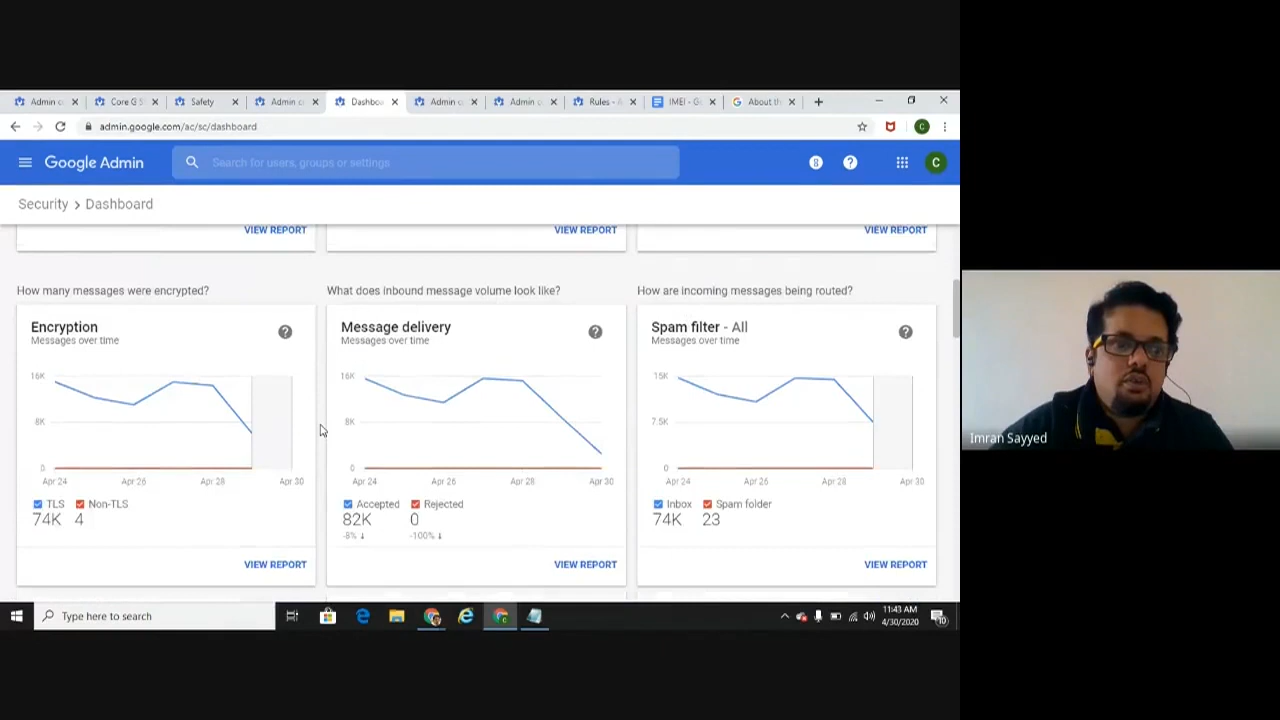 Admin c
Core G S
Safety
Admin c
Dashboa
Admin c
Admin c
Rules - A
IMEI - G
About th
admin.google.com/ac/sc/dashboard
C
Google Admin
Search for users, groups or settings
8
?
C
Security > Dashboard
VIEW REPORT
VIEW REPORT
VIEW REPORT
How many messages were encrypted?
What does inbound message volume look like?
How are incoming messages being routed?
Encryption
Messages over time
?
16K
8K
0
Apr 24
Apr 26
Apr 28
Apr 30
TLS
74K
Non-TLS
4
VIEW REPORT
Message delivery
Messages over time
?
16K
8K
0
Apr 24
Apr 26
Apr 28
Apr 30
Accepted
82K
-8% ↓
Rejected
0
-100% ↓
VIEW REPORT
Spam filter - All
Messages over time
?
15K
7.5K
0
Apr 24
Apr 26
Apr 28
Apr 30
Inbox
74K
Spam folder
23
VIEW REPORT
Imran Sayyed
Type here to search
11:43 AM
4/30/2020
10